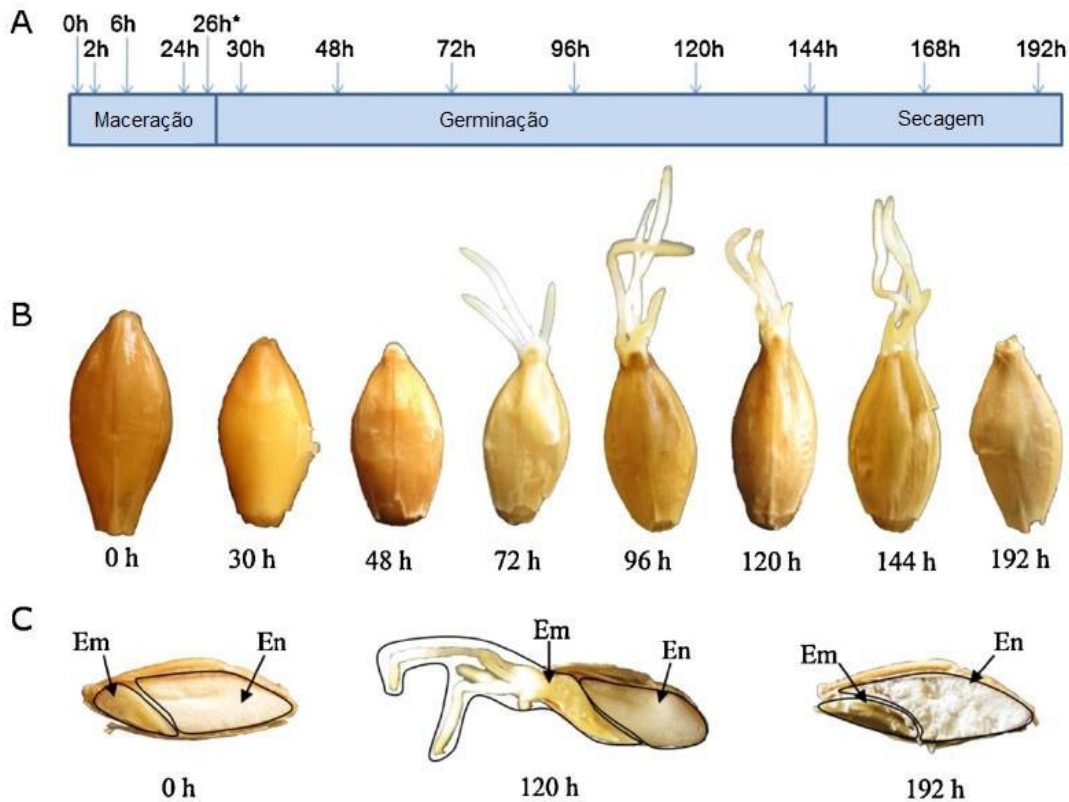 A
0h 6h 26h*
2h 24h 30h 48h 72h 96h 120h 144h 168h 192h
Maceração Germinação Secagem
B
0 h 30 h 48 h 72 h 96 h 120 h 144 h 192 h
C
Em En Em En Em En
0 h 120 h 192 h